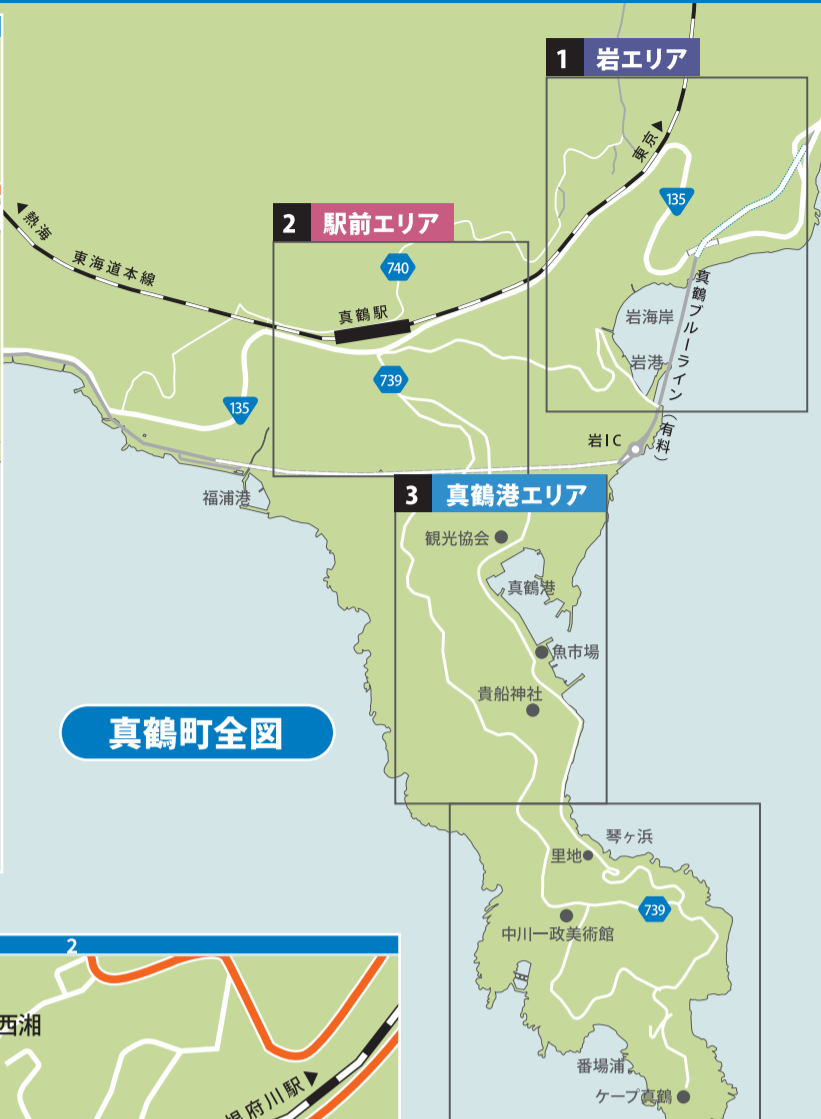 1 岩エリア
東京▲
135
2 駅前エリア
740
◀熱海
東海道本線
真鶴駅
真鶴ブルーライン(有料)
岩海岸
岩港
739
135
岩IC
福浦港
3 真鶴港エリア
観光協会
真鶴港
魚市場
貴船神社
真鶴町全図
琴ヶ浜
里地
739
中川一政美術館
番場浦
ケープ真鶴
2
西湘
府川駅▶